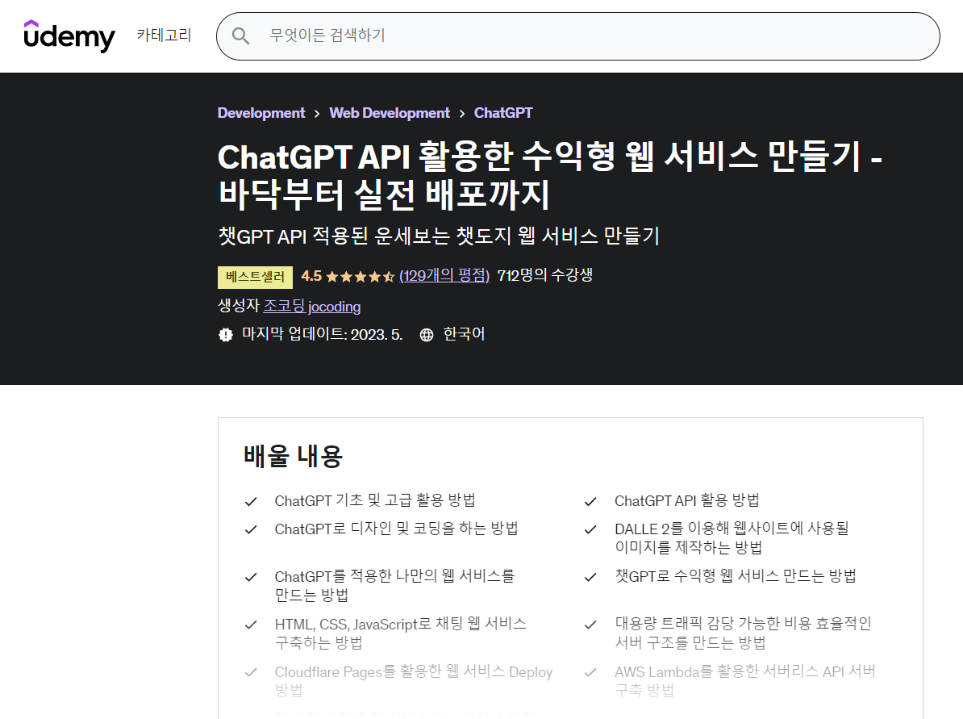 udemy 카테고리 무엇이든 검색하기
Development > Web Development > ChatGPT
ChatGPT API 활용한 수익형 웹 서비스 만들기 -
바닥부터 실전 배포까지
챗GPT API 적용된 운세보는 챗도지 웹 서비스 만들기
베스트셀러 4.5 (129개의 평점) 712명의 수강생
생성자 조코딩 jocoding
마지막 업데이트: 2023. 5. 한국어
배울 내용
ChatGPT 기초 및 고급 활용 방법
ChatGPT API 활용 방법
ChatGPT로 디자인 및 코딩을 하는 방법
DALLE 2를 이용해 웹사이트에 사용될
이미지를 제작하는 방법
ChatGPT를 적용한 나만의 웹 서비스를
만드는 방법
챗GPT로 수익형 웹 서비스 만드는 방법
HTML, CSS, JavaScript로 채팅 웹 서비스
구축하는 방법
대용량 트래픽 감당 가능한 비용 효율적인
서버 구조를 만드는 방법
Cloudflare Pages를 활용한 웹 서비스 Deploy
방법
AWS Lambda를 활용한 서버리스 API 서버
구축 방법